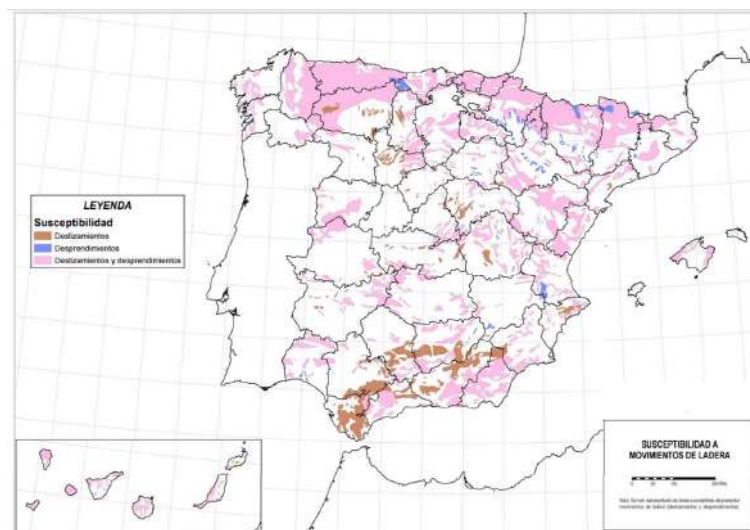 LEYENDA
Susceptibilidad
Deslizamientos
Desprendimientos
Deslizamientos y desprendimientos
SUSCEPTIBILIDAD A
MOVIMIENTOS DE LADERA